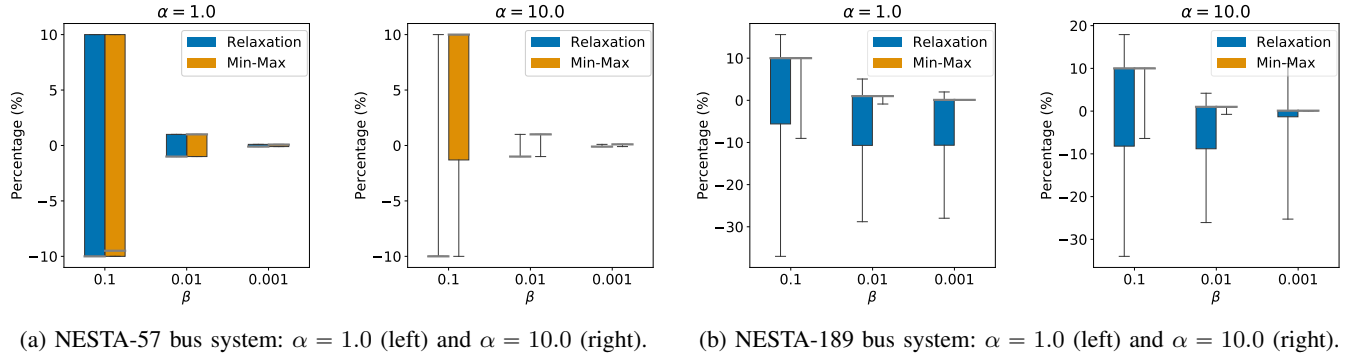 α = 1.0
Percentage (%)
10
5
0
−5
−10
Relaxation
Min-Max
0.1
0.01
0.001
β
α = 10.0
Percentage (%)
10
5
0
−5
−10
Relaxation
Min-Max
0.1
0.01
0.001
β
α = 1.0
Percentage (%)
10
0
−10
−20
−30
Relaxation
Min-Max
0.1
0.01
0.001
β
α = 10.0
Percentage (%)
20
10
0
−10
−20
−30
Relaxation
Min-Max
0.1
0.01
0.001
β
(a) NESTA-57 bus system: α = 1.0 (left) and α = 10.0 (right).
(b) NESTA-189 bus system: α = 1.0 (left) and α = 10.0 (right).